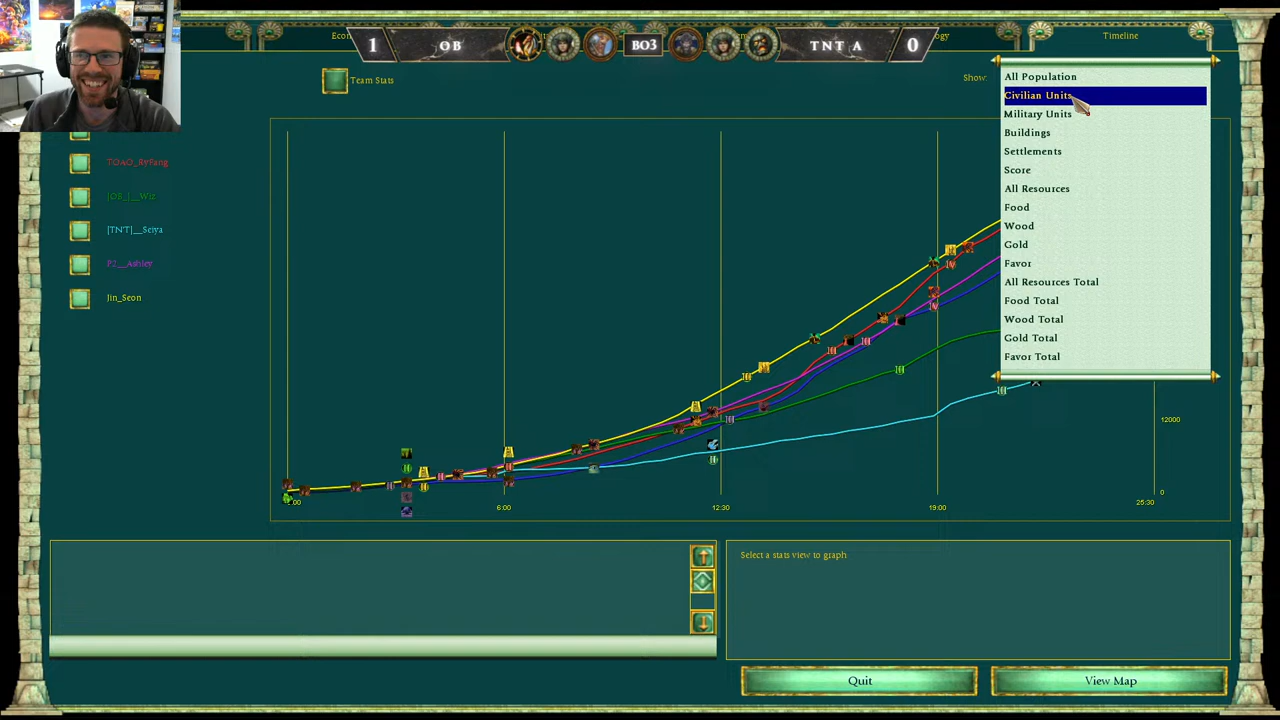 1 OB BO3 TNT A 0
Timeline
Team Stats
Show:
All Population
Civilian Units
Military Units
Buildings
Settlements
Score
All Resources
Food
Wood
Gold
Favor
All Resources Total
Food Total
Wood Total
Gold Total
Favor Total
TOAO_RyFang
|OB_|__Wiz
|TNT|__Seiya
P2__Ashley
Jin_Seon
12000
0
6:00
12:30
19:00
25:30
Select a stats view to graph
Quit
View Map